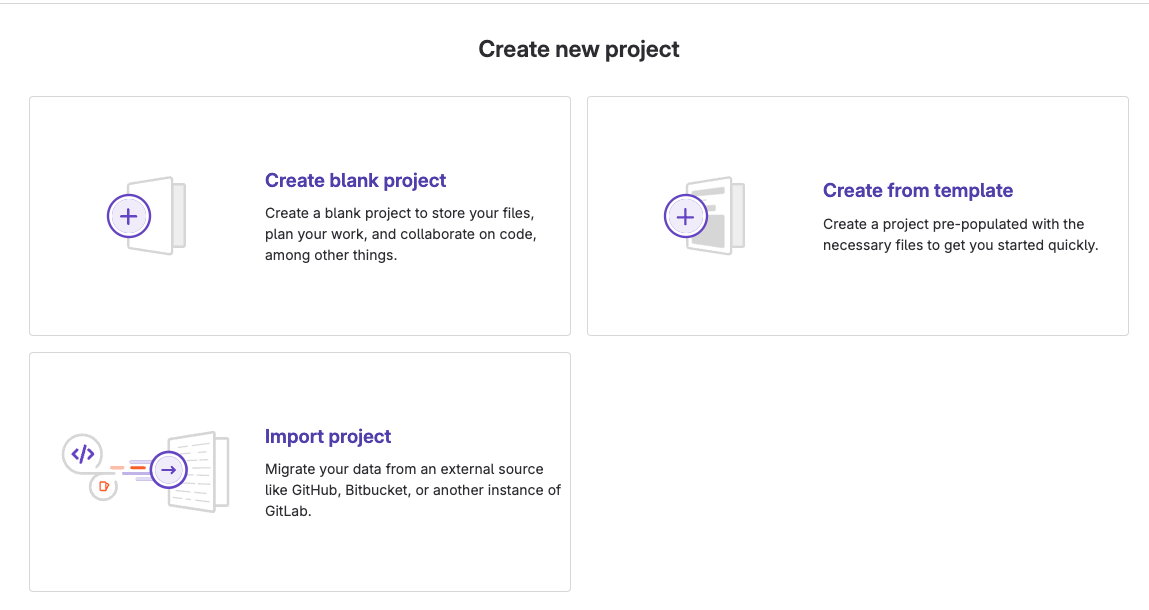 Create new project
Create blank project
Create a blank project to store your files,
plan your work, and collaborate on code,
among other things.
Create from template
Create a project pre-populated with the
necessary files to get you started quickly.
Import project
Migrate your data from an external source
like GitHub, Bitbucket, or another instance of
GitLab.